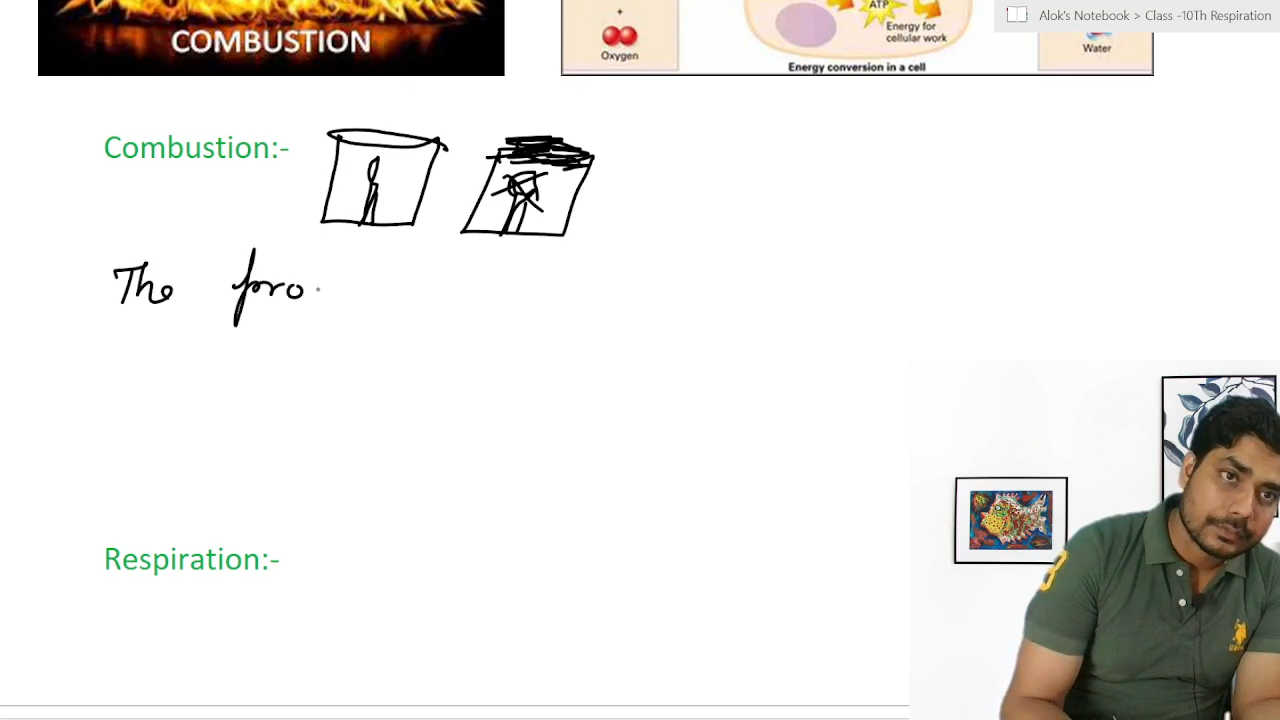 Alok's Notebook > Class -10Th Respiration
COMBUSTION
+
Oxygen
ATP
Energy for
cellular work
Energy conversion in a cell
Water
Combustion:-
The pro
Respiration:-